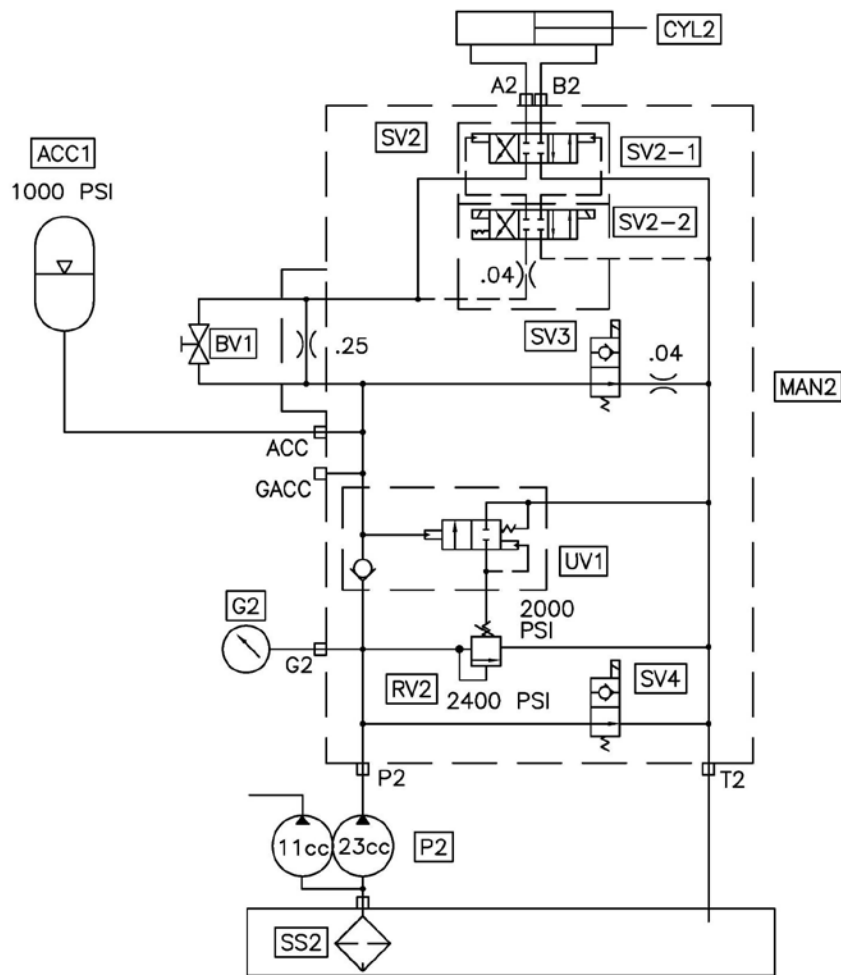 CYL2
A2 B2
SV2
SV2-1
ACC1
1000 PSI
SV2-2
.04
BV1
.25
SV3
.04
MAN2
ACC
GACC
UV1
G2
2000
PSI
G2
RV2
2400 PSI
SV4
P2
T2
11cc
23cc
P2
SS2